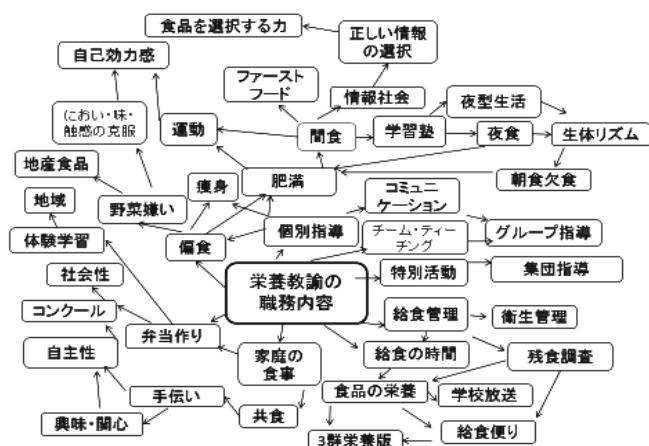 食品を選択する力
正しい情報
の選択
自己効力感
ファースト
フード
情報社会
夜型生活
におい・味・
触感の克服
運動
間食
学習塾
夜食
生体リズム
地産食品
痩身
肥満
朝食欠食
地域
野菜嫌い
コミュニ
ケーション
体験学習
偏食
個別指導
チーム・ティー
チング
グループ指導
社会性
栄養教諭の
職務内容
特別活動
集団指導
コンクール
弁当作り
給食管理
衛生管理
自主性
家庭の
食事
給食の時間
残食調査
手伝い
食品の栄養
学校放送
興味・関心
共食
3群栄養版
給食便り